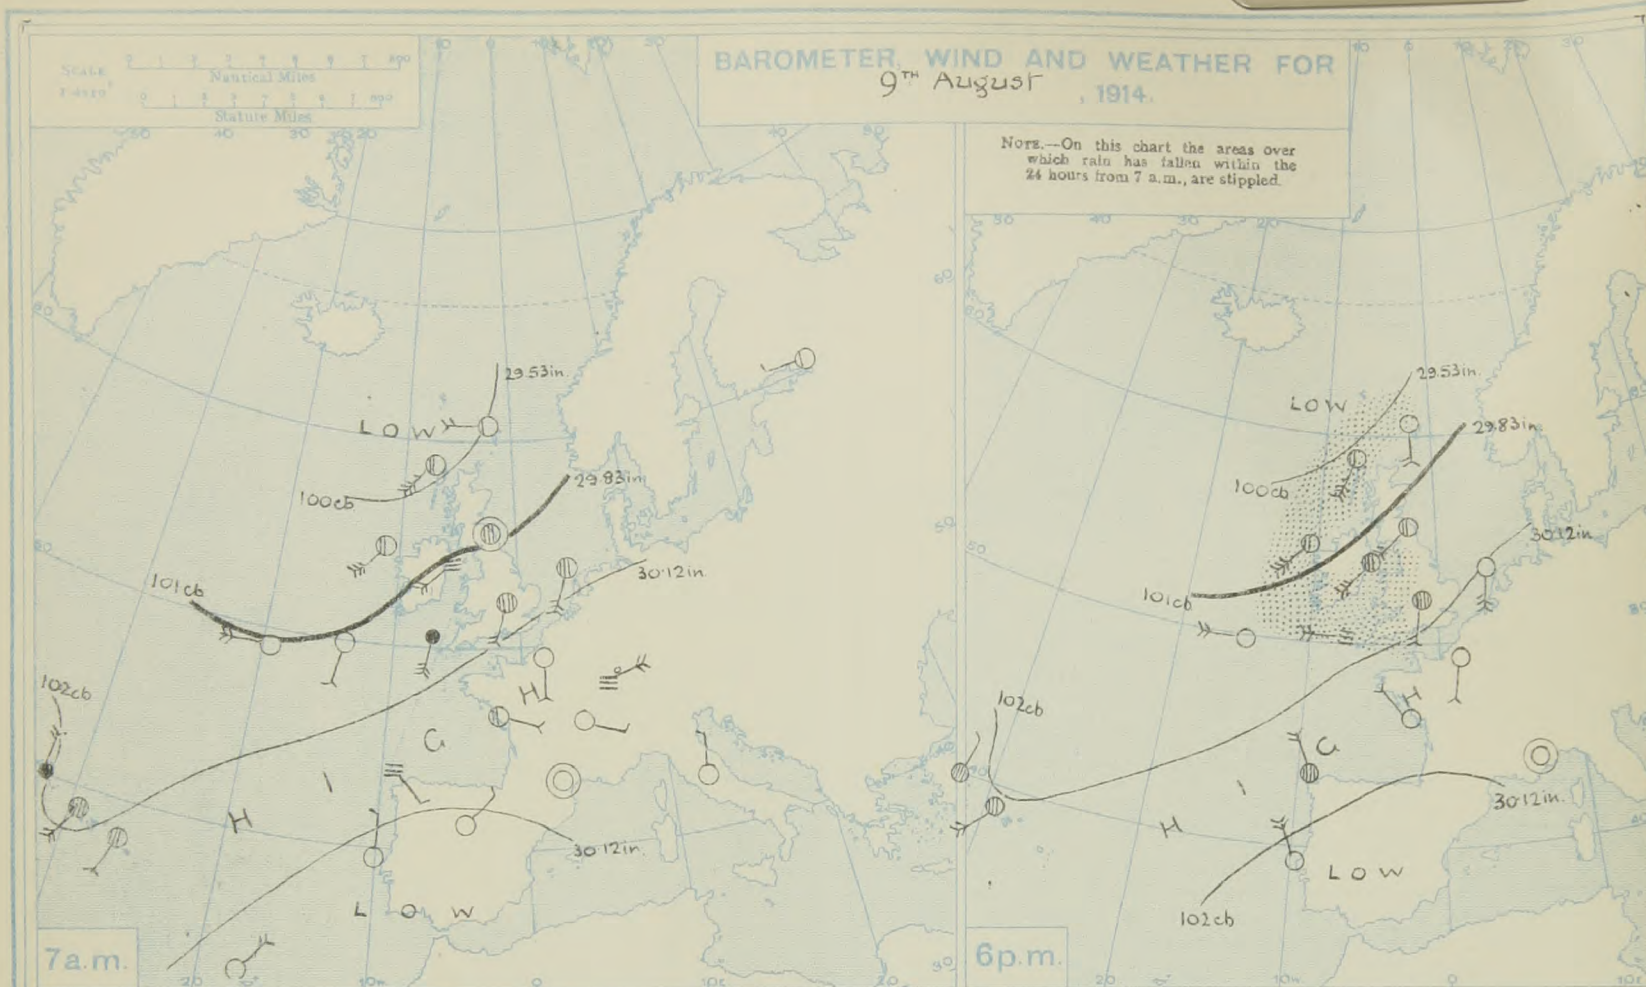 SCALE
Nautical Miles
Statute Miles
BAROMETER, WIND AND WEATHER FOR
9TH August , 1914.
NOTE.—On this chart the areas over
which rain has fallen within the
24 hours from 7 a.m., are stippled.
29.53in.
LOW
100cb
29.83in.
101cb
30.12in.
102cb
H I G H
30.12in.
LOW
7a.m.
29.53in.
LOW
29.83in.
100cb
30.12in.
101cb
102cb
H I G H
30.12in.
LOW
102cb
6p.m.